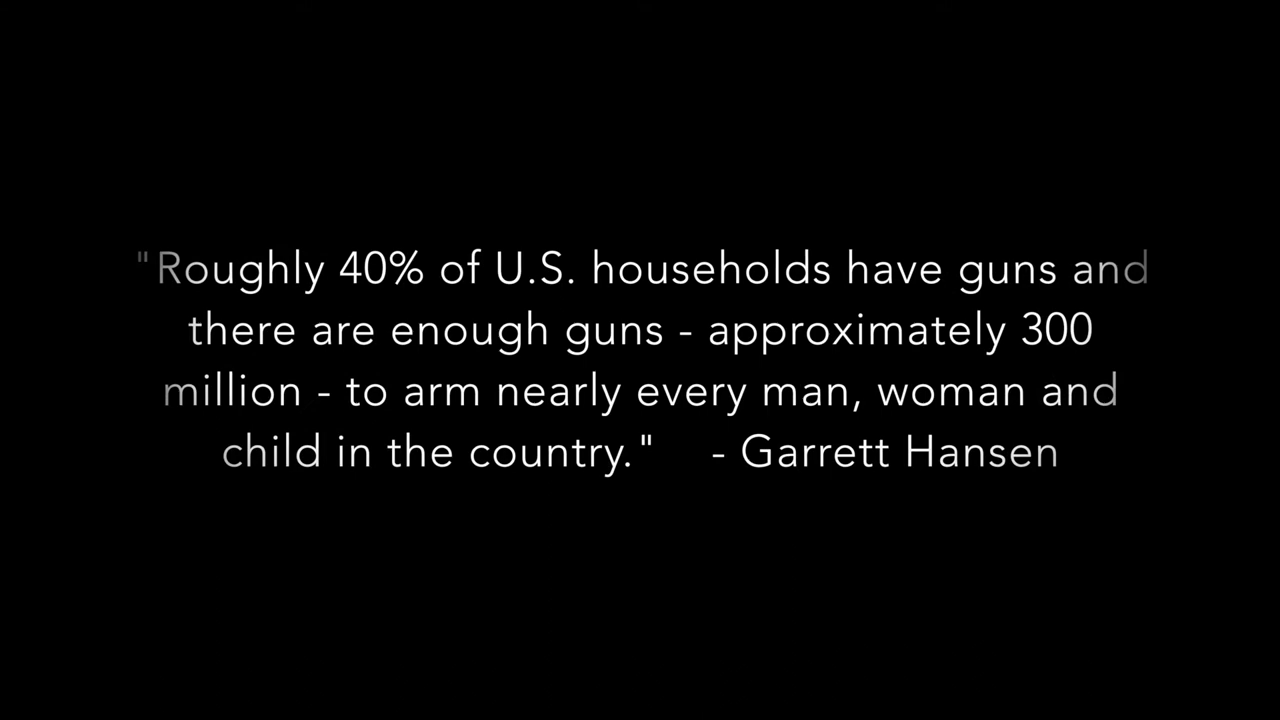 "Roughly 40% of U.S. households have guns and
there are enough guns - approximately 300
million - to arm nearly every man, woman and
child in the country." - Garrett Hansen